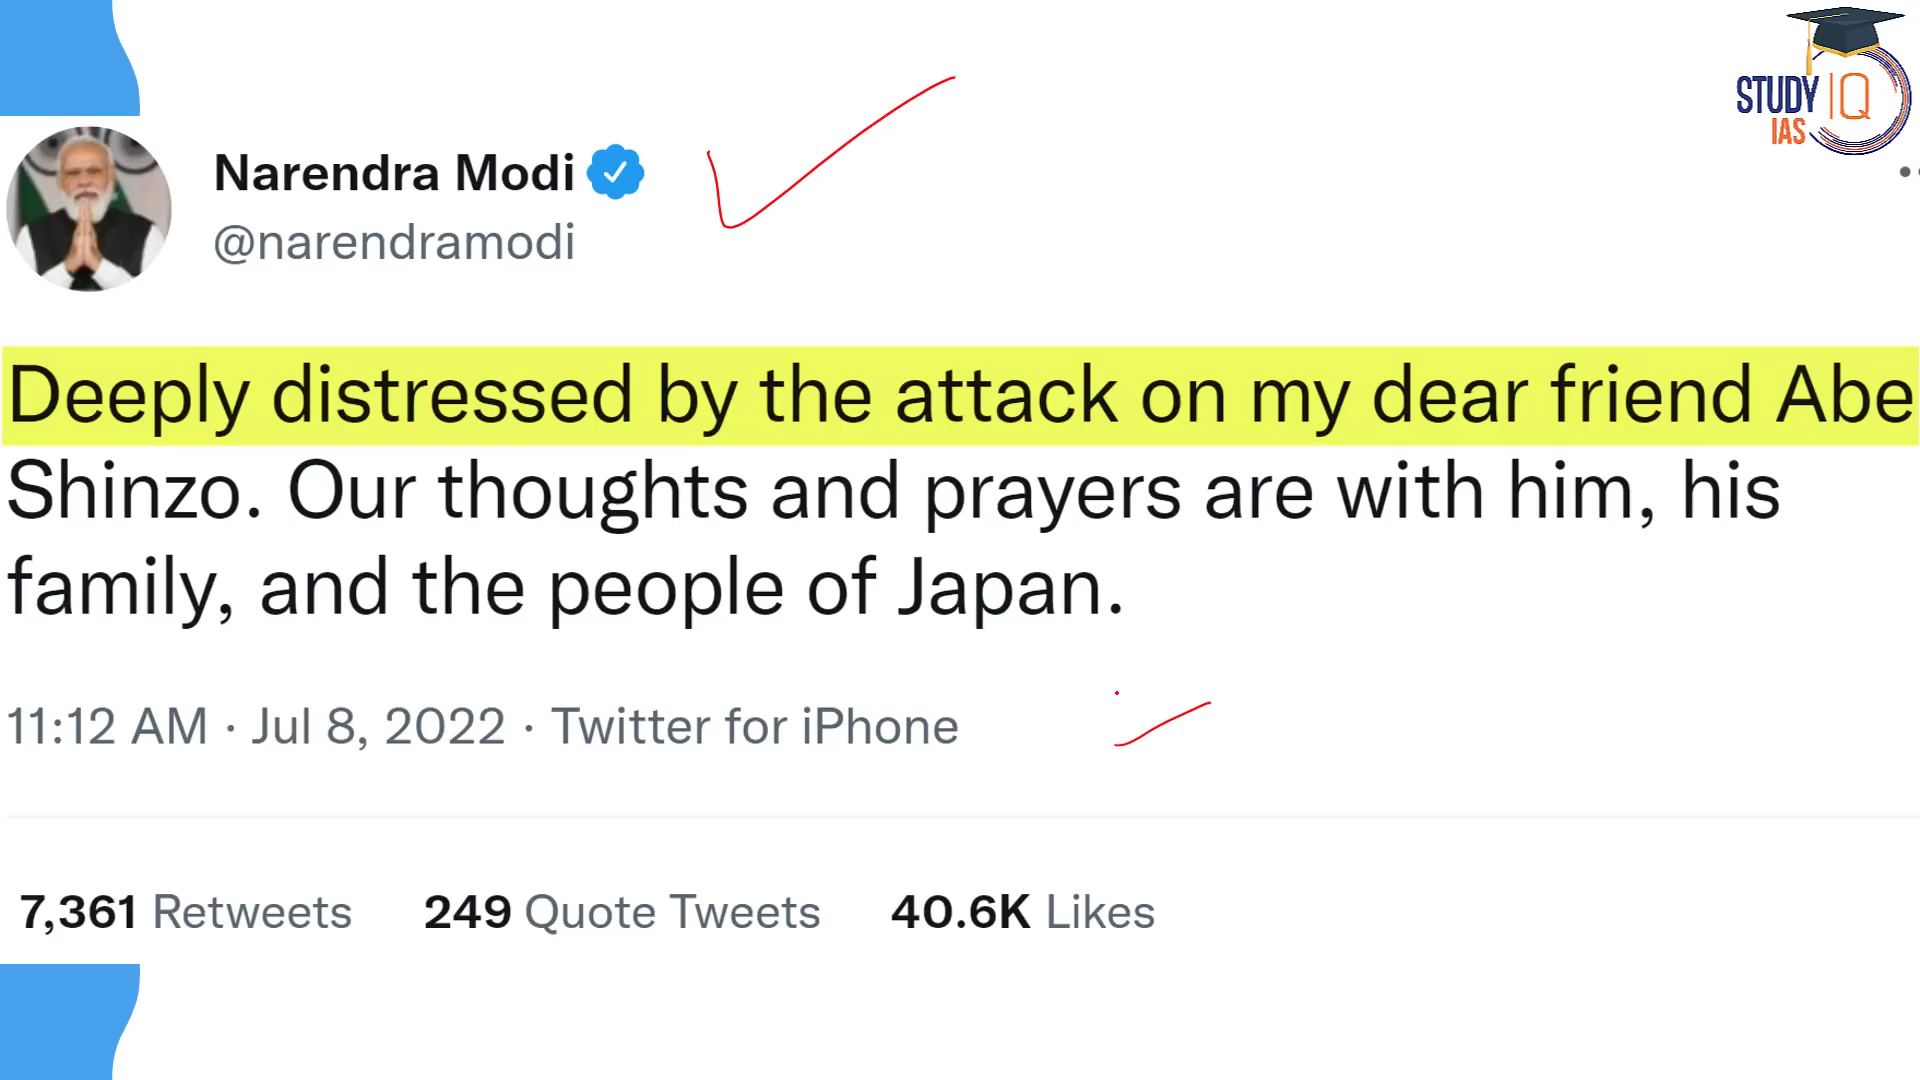 STUDY IQ
IAS
Narendra Modi
@narendramodi
Deeply distressed by the attack on my dear friend Abe
Shinzo. Our thoughts and prayers are with him, his
family, and the people of Japan.
11:12 AM · Jul 8, 2022 · Twitter for iPhone
7,361 Retweets 249 Quote Tweets 40.6K Likes